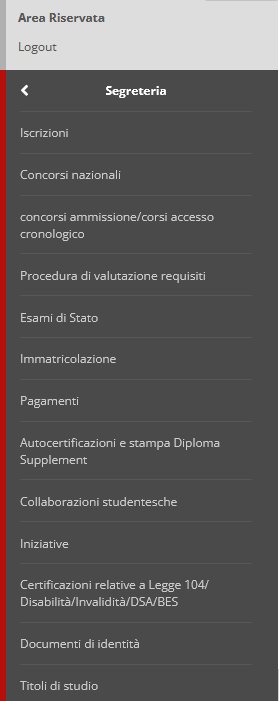 Area Riservata
Logout
Segreteria
Iscrizioni
Concorsi nazionali
concorsi ammissione/corsi accesso
cronologico
Procedura di valutazione requisiti
Esami di Stato
Immatricolazione
Pagamenti
Autocertificazioni e stampa Diploma
Supplement
Collaborazioni studentesche
Iniziative
Certificazioni relative a Legge 104/
Disabilità/Invalidità/DSA/BES
Documenti di identità
Titoli di studio